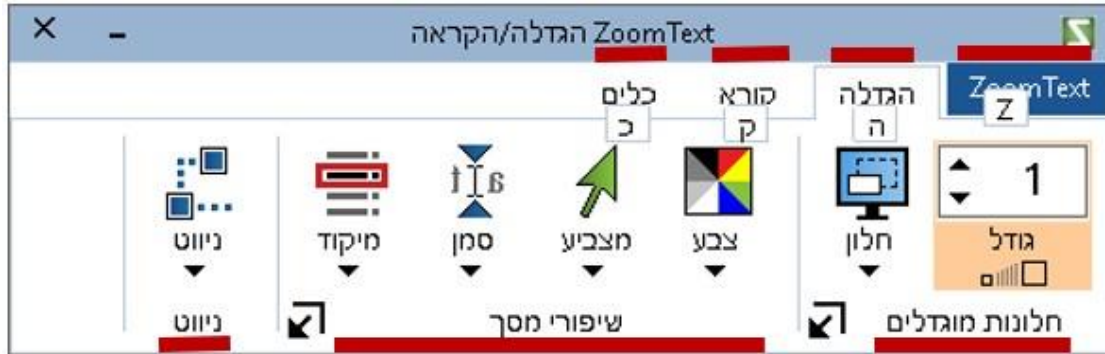 ZoomText הגדלה/הקראה
ZoomText הגדלה קורא כלים
Z ה ק כ
1
גודל חלון צבע מצביע סמן מיקוד ניווט
חלונות מוגדלים שיפורי מסך ניווט